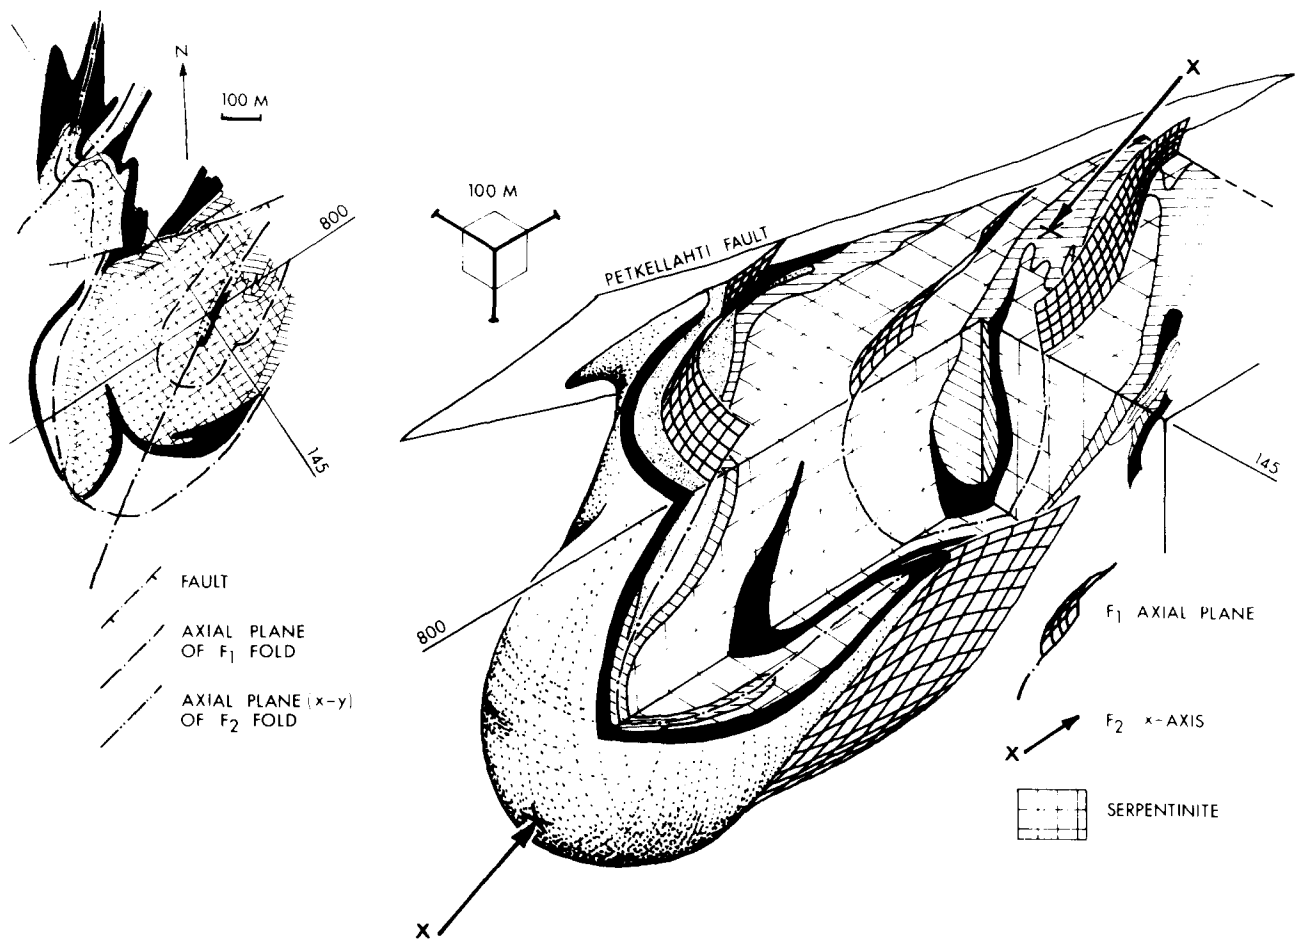 N
100 M
800
145
FAULT
AXIAL PLANE
OF F1 FOLD
AXIAL PLANE (x-y)
OF F2 FOLD
100 M
PETKELLAHTI FAULT
X
800
145
X
F1 AXIAL PLANE
F2 x-AXIS
X
SERPENTINITE